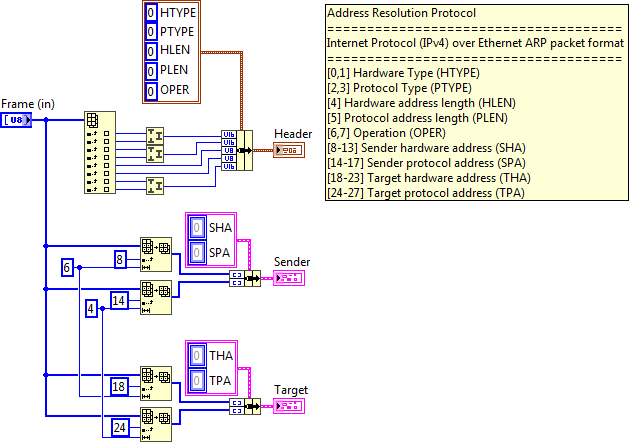 0 HTYPE
0 PTYPE
0 HLEN
0 PLEN
0 OPER
Address Resolution Protocol
=====================================
Internet Protocol (IPv4) over Ethernet ARP packet format
=====================================
[0,1] Hardware Type (HTYPE)
[2,3] Protocol Type (PTYPE)
[4] Hardware address length (HLEN)
[5] Protocol address length (PLEN)
[6,7] Operation (OPER)
[8-13] Sender hardware address (SHA)
[14-17] Sender protocol address (SPA)
[18-23] Target hardware address (THA)
[24-27] Target protocol address (TPA)
Frame (in)
U8
Header
U16
U16
U8
U8
U16
0 SHA
0 SPA
Sender
6
8
4
14
0 THA
0 TPA
Target
18
24